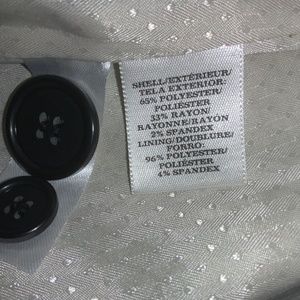 SHELL/EXTÉRIEUR/
TELA EXTERIOR:
65% POLYESTER/
POLIÉSTER
33% RAYON/
RAYONNE/RAYÓN
2% SPANDEX
LINING/DOUBLURE/
FORRO:
96% POLYESTER/
POLIÉSTER
4% SPANDEX